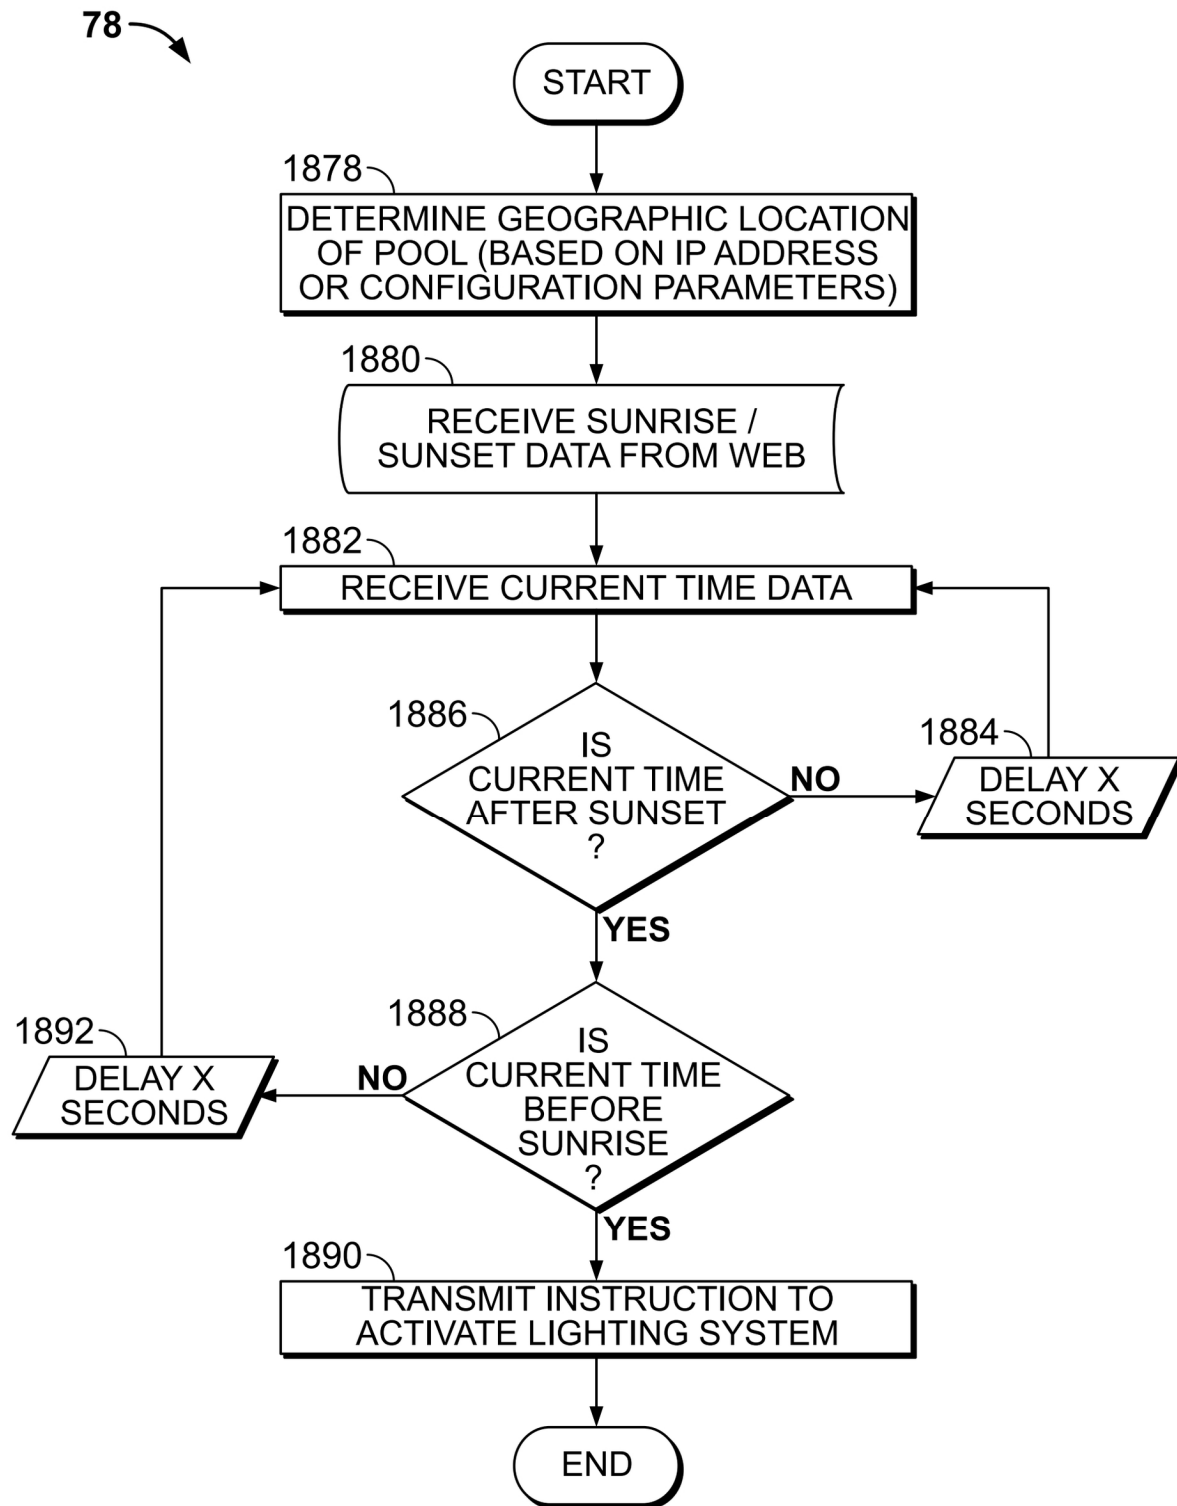 78
START
1878
DETERMINE GEOGRAPHIC LOCATION
OF POOL (BASED ON IP ADDRESS
OR CONFIGURATION PARAMETERS)
1880
RECEIVE SUNRISE /
SUNSET DATA FROM WEB
1882
RECEIVE CURRENT TIME DATA
1886
IS
CURRENT TIME
AFTER SUNSET
?
NO
1884
DELAY X
SECONDS
YES
1888
IS
CURRENT TIME
BEFORE
SUNRISE
?
NO
1892
DELAY X
SECONDS
YES
1890
TRANSMIT INSTRUCTION TO
ACTIVATE LIGHTING SYSTEM
END